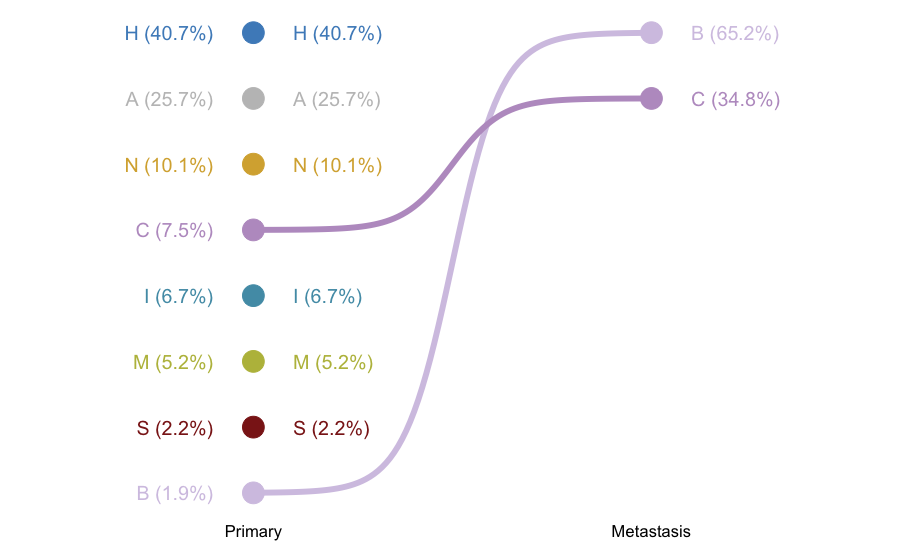 H (40.7%) H (40.7%) B (65.2%)
A (25.7%) A (25.7%) C (34.8%)
N (10.1%) N (10.1%)
C (7.5%)
I (6.7%) I (6.7%)
M (5.2%) M (5.2%)
S (2.2%) S (2.2%)
B (1.9%)
Primary Metastasis